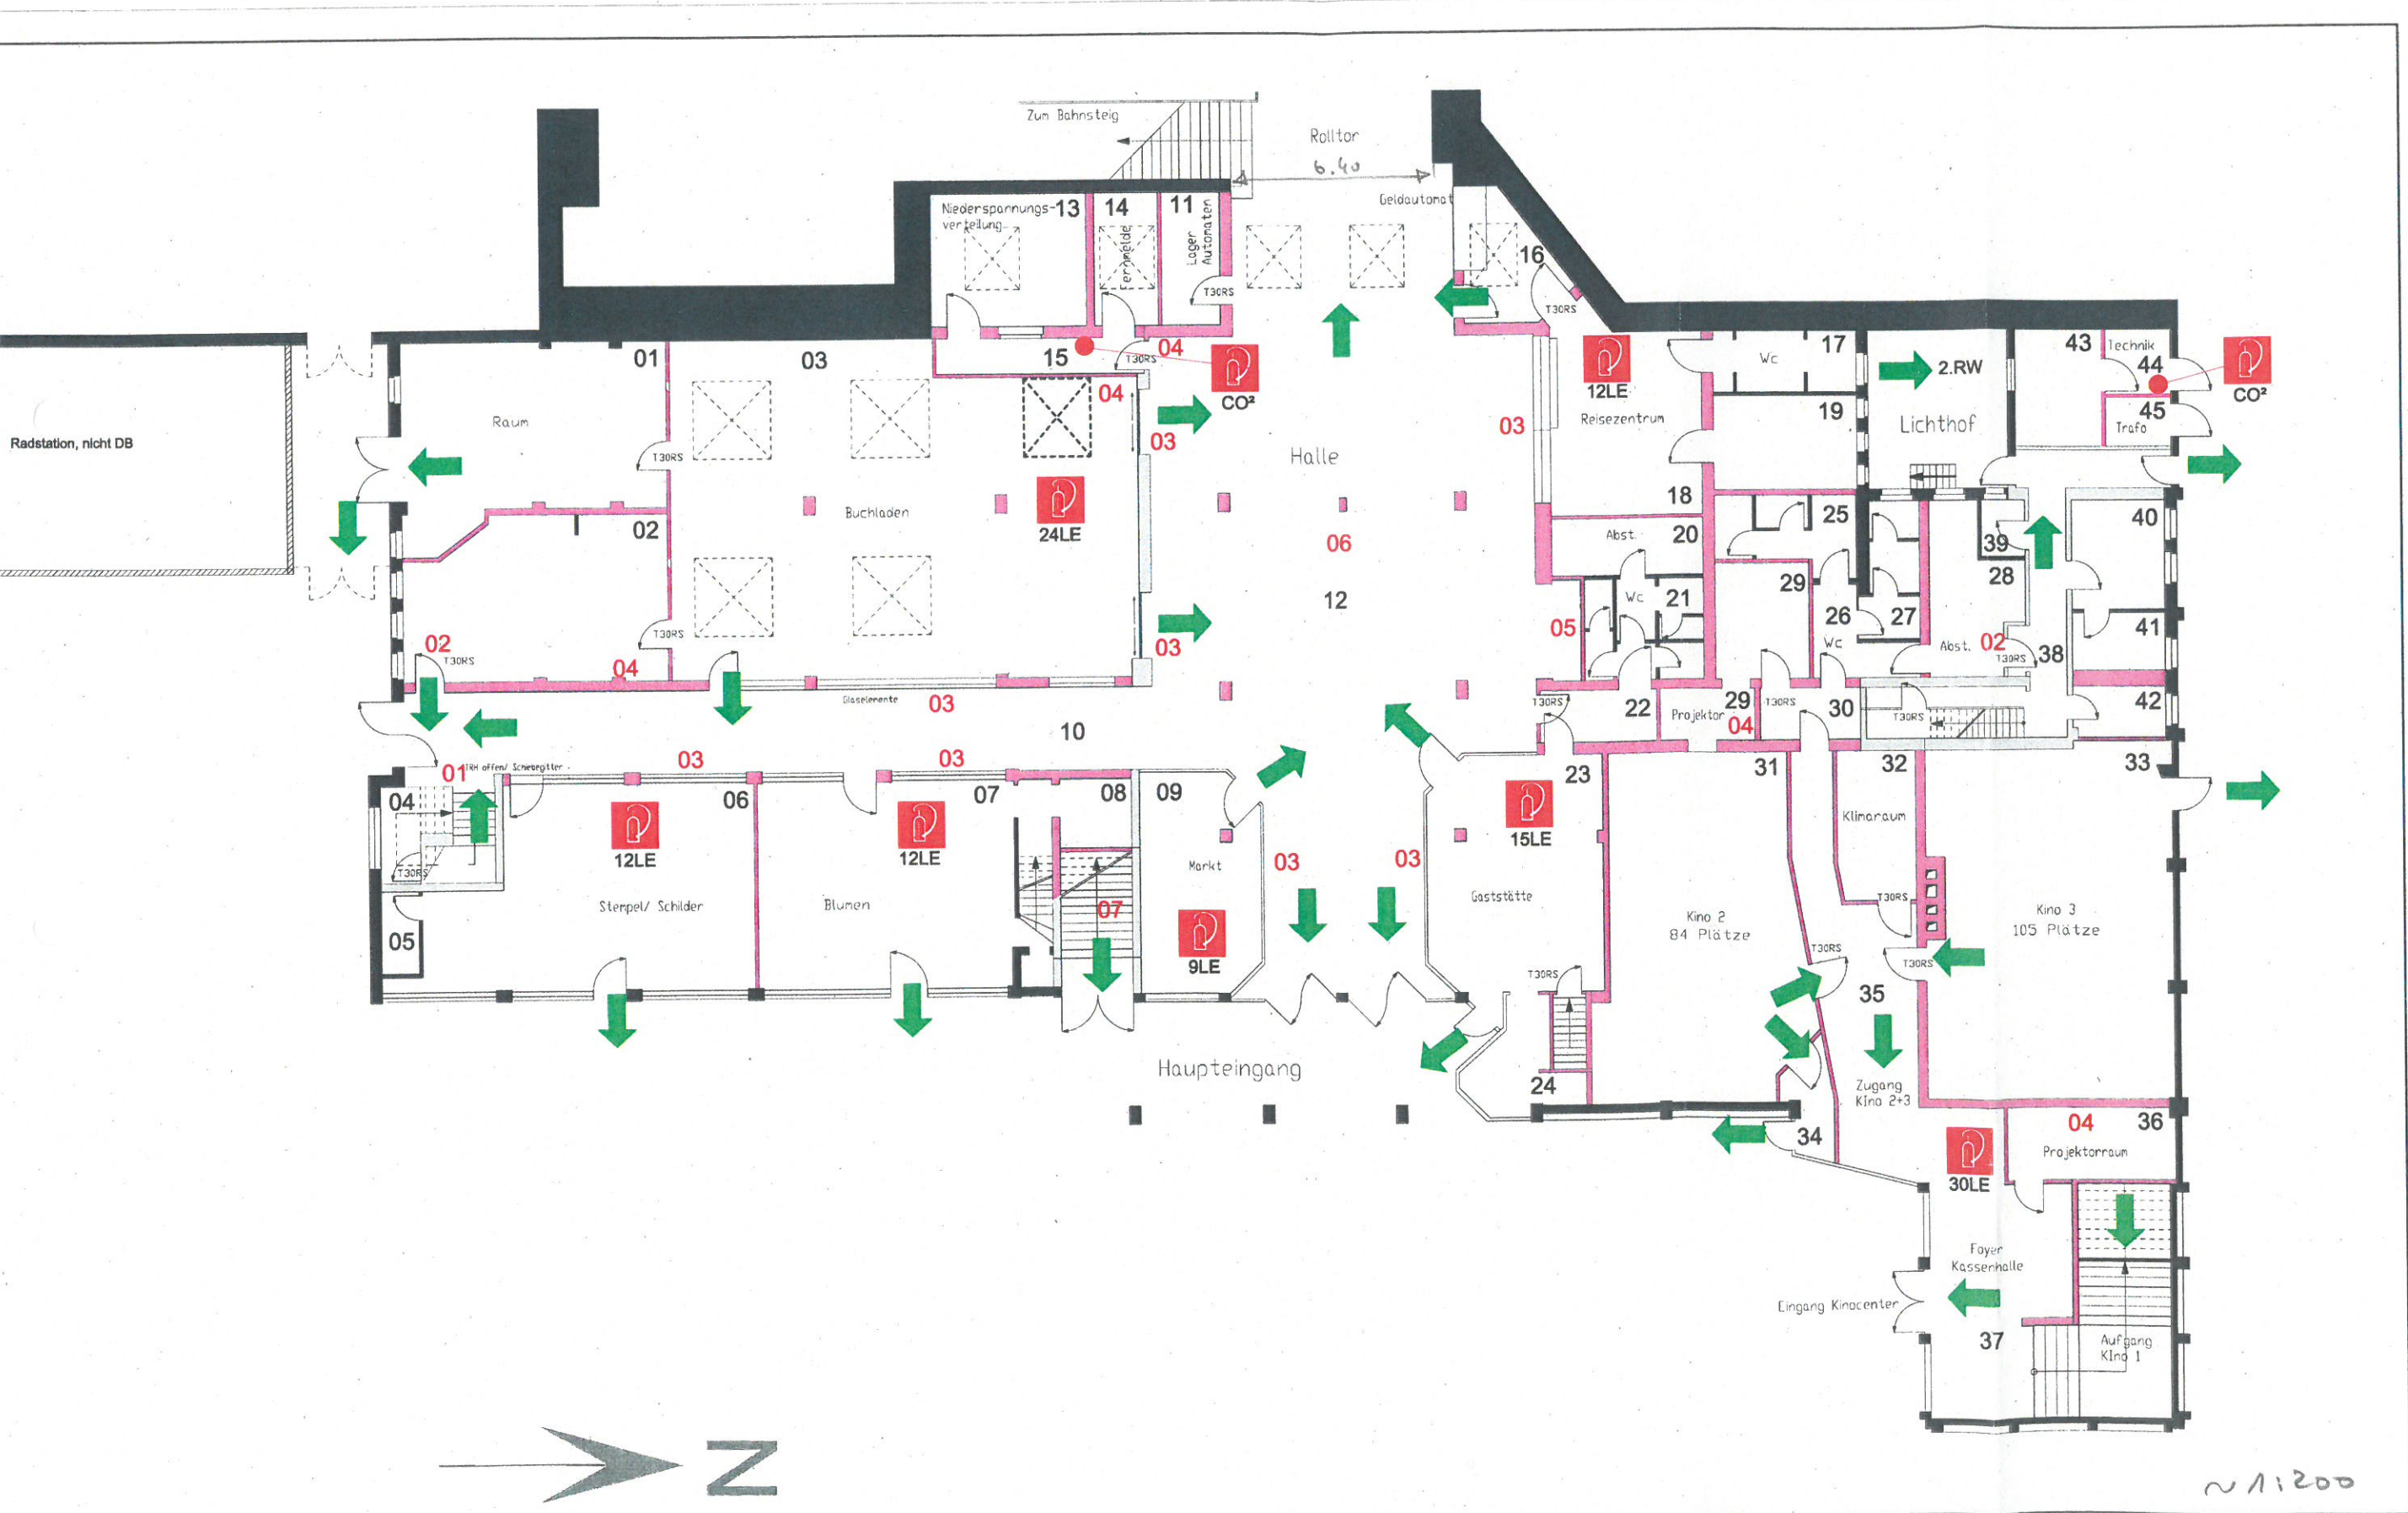 Zum Bahnsteig
Rolltor
6.40
Geldautomat
Niederspannungs-
verteilung
13
14
Fernmelde
11
Lager
Automaten
T30RS
16
T30RS
Radstation, nicht DB
Raum
01
T30RS
02
T30RS
02
T30RS
04
03
Buchladen
24LE
15
T30RS
04
04
CO²
03
03
Halle
06
12
03
12LE
Reisezentrum
18
Wc
17
19
2.RW
Lichthof
43
Technik
44
45
Trafo
CO²
Abst.
20
25
29
Wc
21
05
26
Wc
27
39
28
Abst.
02
T30RS
38
40
41
42
T30RS
22
Projektor
29
04
T30RS
30
T30RS
Glaselemente
03
10
01
TRH offen/ Schiebegitter
03
03
04
T30RS
05
06
12LE
Stempel/ Schilder
07
12LE
Blumen
08
07
09
Markt
9LE
03
03
23
15LE
Gaststätte
T30RS
24
31
Kino 2
84 Plätze
T30RS
32
Klimaraum
T30RS
T30RS
33
Kino 3
105 Plätze
35
Zugang
KIno 2+3
34
30LE
04
36
Projektorraum
Foyer
Kassenhalle
Eingang Kinocenter
37
Aufgang
KIno 1
Haupteingang
N
~ 1:200